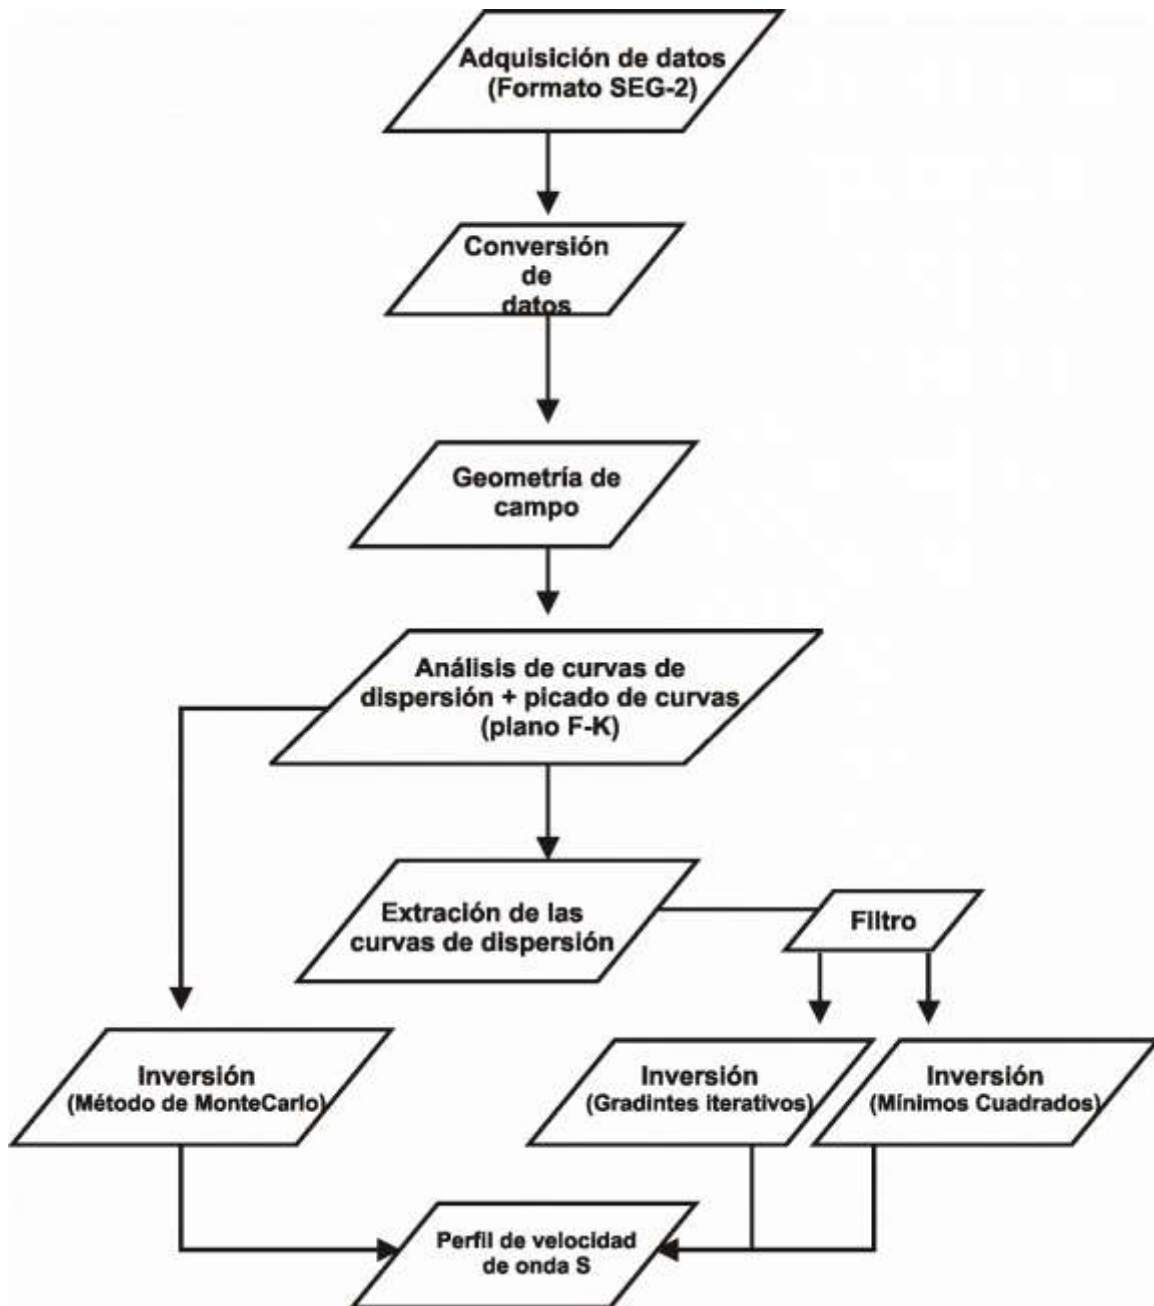 Adquisición de datos
(Formato SEG-2)
Conversión
de
datos
Geometría de
campo
Análisis de curvas de
dispersión + picado de curvas
(plano F-K)
Extración de las
curvas de dispersión
Filtro
Inversión
(Método de MonteCarlo)
Inversión
(Gradintes iterativos)
Inversión
(Mínimos Cuadrados)
Perfil de velocidad
de onda S